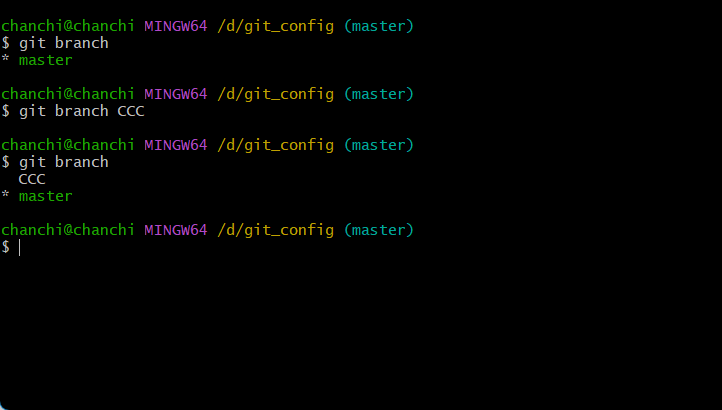 chanchi@chanchi MINGW64 /d/git_config (master)
$ git branch
* master
chanchi@chanchi MINGW64 /d/git_config (master)
$ git branch CCC
chanchi@chanchi MINGW64 /d/git_config (master)
$ git branch
  CCC
* master
chanchi@chanchi MINGW64 /d/git_config (master)
$